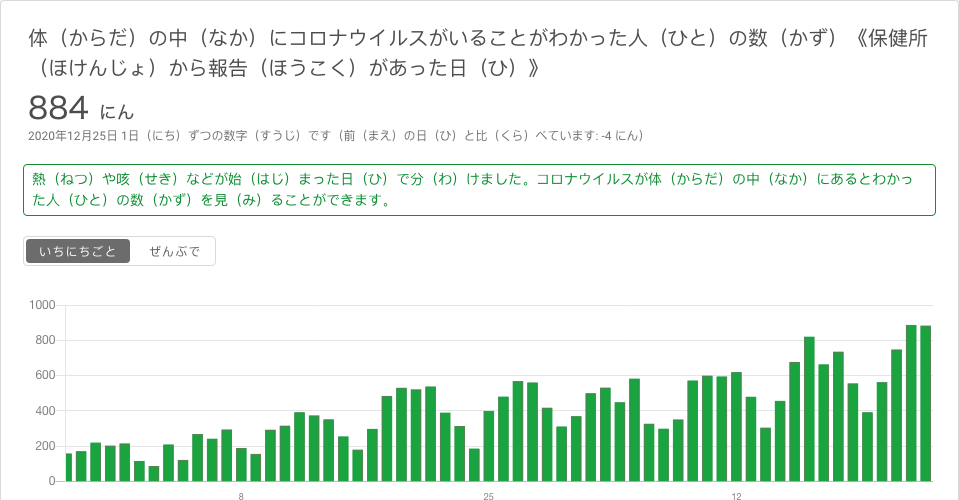 体（からだ）の中（なか）にコロナウイルスがいることがわかった人（ひと）の数（かず）《保健所
（ほけんじょ）から報告（ほうこく）があった日（ひ）》
884 にん
2020年12月25日 1日（にち）ずつの数字（すうじ）です（前（まえ）の日（ひ）と比（くら）べています: -4 にん）
熱（ねつ）や咳（せき）などが始（はじ）まった日（ひ）で分（わ）けました。コロナウイルスが体（からだ）の中（なか）にあるとわかっ
た人（ひと）の数（かず）を見（み）ることができます。
いちにちごと ぜんぶで
1000
800
600
400
200
0
8 25 12